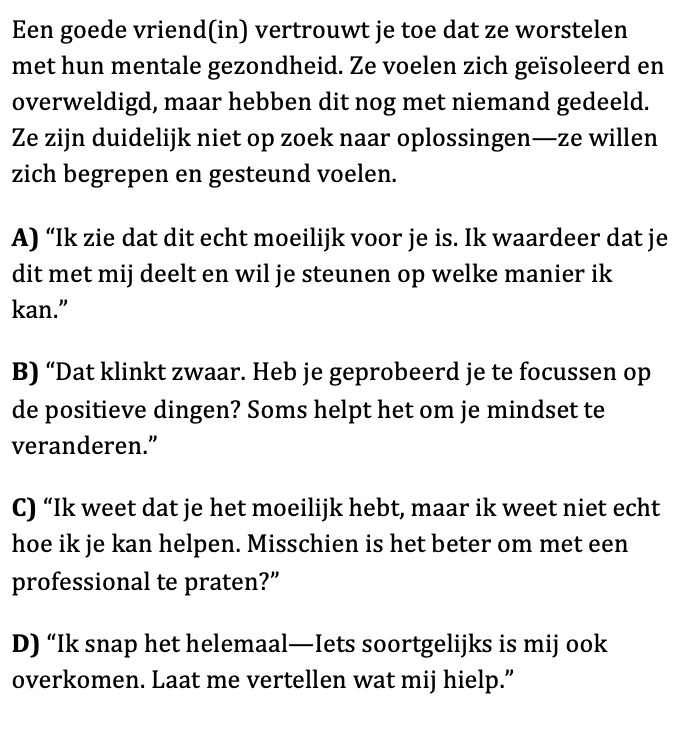 Een goede vriend(in) vertrouwt je toe dat ze worstelen
met hun mentale gezondheid. Ze voelen zich geïsoleerd en
overweldigd, maar hebben dit nog met niemand gedeeld.
Ze zijn duidelijk niet op zoek naar oplossingen—ze willen
zich begrepen en gesteund voelen.
A) “Ik zie dat dit echt moeilijk voor je is. Ik waardeer dat je
dit met mij deelt en wil je steunen op welke manier ik
kan.”
B) “Dat klinkt zwaar. Heb je geprobeerd je te focussen op
de positieve dingen? Soms helpt het om je mindset te
veranderen.”
C) “Ik weet dat je het moeilijk hebt, maar ik weet niet echt
hoe ik je kan helpen. Misschien is het beter om met een
professional te praten?”
D) “Ik snap het helemaal—Iets soortgelijks is mij ook
overkomen. Laat me vertellen wat mij hielp.”